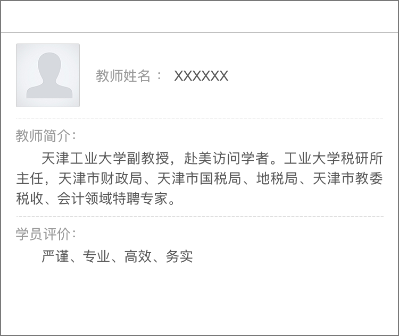 教师姓名： XXXXXX
教师简介：
天津工业大学副教授，赴美访问学者。工业大学税研所
主任，天津市财政局、天津市国税局、地税局、天津市教委
税收、会计领域特聘专家。
学员评价：
严谨、专业、高效、务实